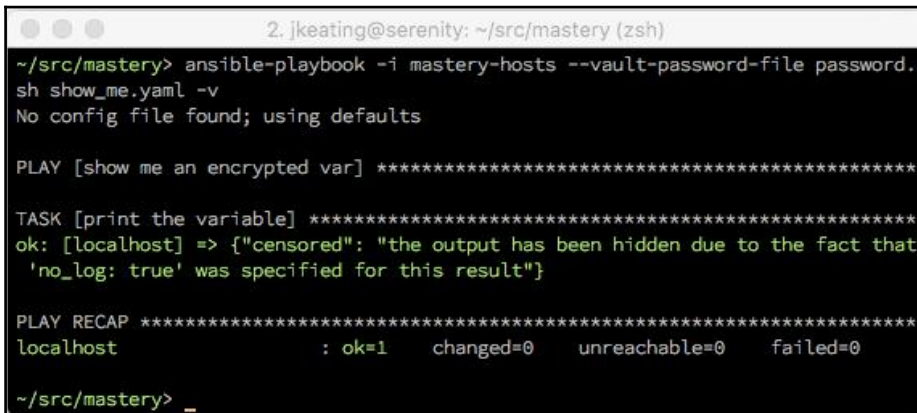 2. jkeating@serenity: ~/src/mastery (zsh)
~/src/mastery> ansible-playbook -i mastery-hosts --vault-password-file password.
sh show_me.yaml -v
No config file found; using defaults
PLAY [show me an encrypted var] **************************************************
TASK [print the variable] ********************************************************
ok: [localhost] => {"censored": "the output has been hidden due to the fact that
 'no_log: true' was specified for this result"}
PLAY RECAP ***********************************************************************
localhost                  : ok=1    changed=0    unreachable=0    failed=0
~/src/mastery>